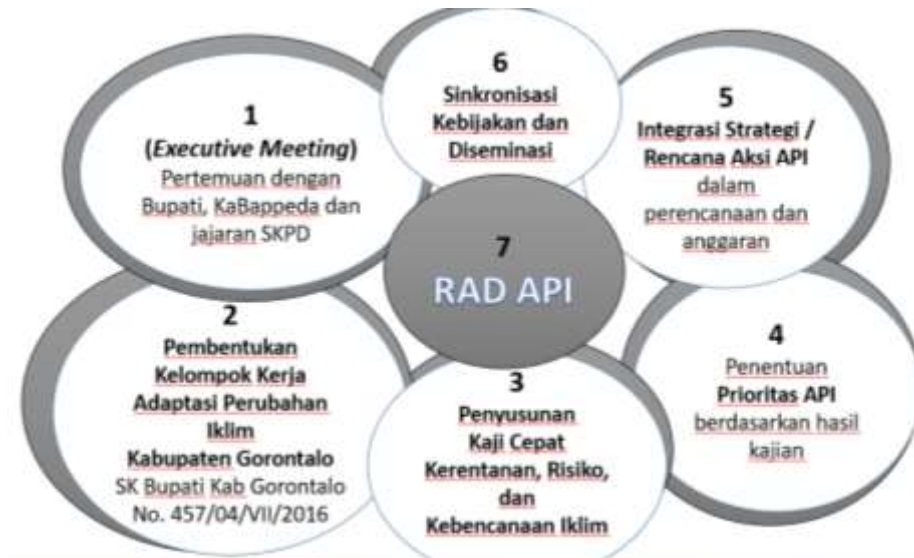 1
(Executive Meeting)
Pertemuan dengan
Bupati, KaBappeda dan
jajaran SKPD
2
Pembentukan
Kelompok Kerja
Adaptasi Perubahan
Iklim
Kabupaten Gorontalo
SK Bupati Kab Gorontalo
No. 457/04/VII/2016
3
Penyusunan
Kaji Cepat
Kerentanan, Risiko,
dan
Kebencanaan Iklim
4
Penentuan
Prioritas API
berdasarkan hasil
kajian
5
Integrasi Strategi /
Rencana Aksi API
dalam
perencanaan dan
anggaran
6
Sinkronisasi
Kebijakan dan
Diseminasi
7
RAD API